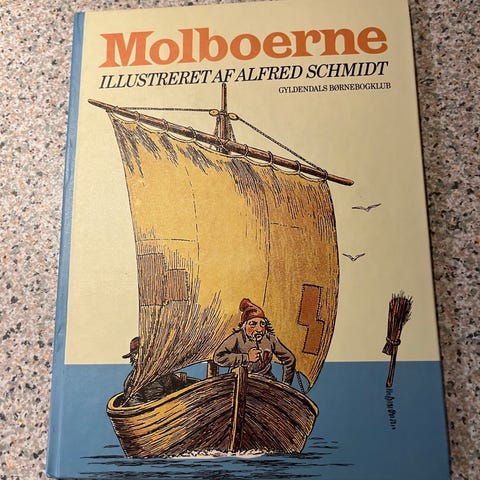 Molboerne
ILLUSTRERET AF ALFRED SCHMIDT
GYLDENDALS BØRNEBOGKLUB